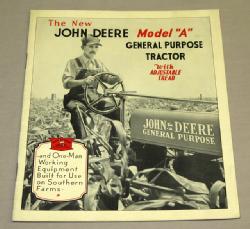 The New
JOHN DEERE Model "A"
GENERAL PURPOSE
TRACTOR
"With
ADJUSTABLE
TREAD
JOHN DEERE
GENERAL PURPOSE
-and One-Man
Working
Equipment
Built for Use
on Southern
Farms-